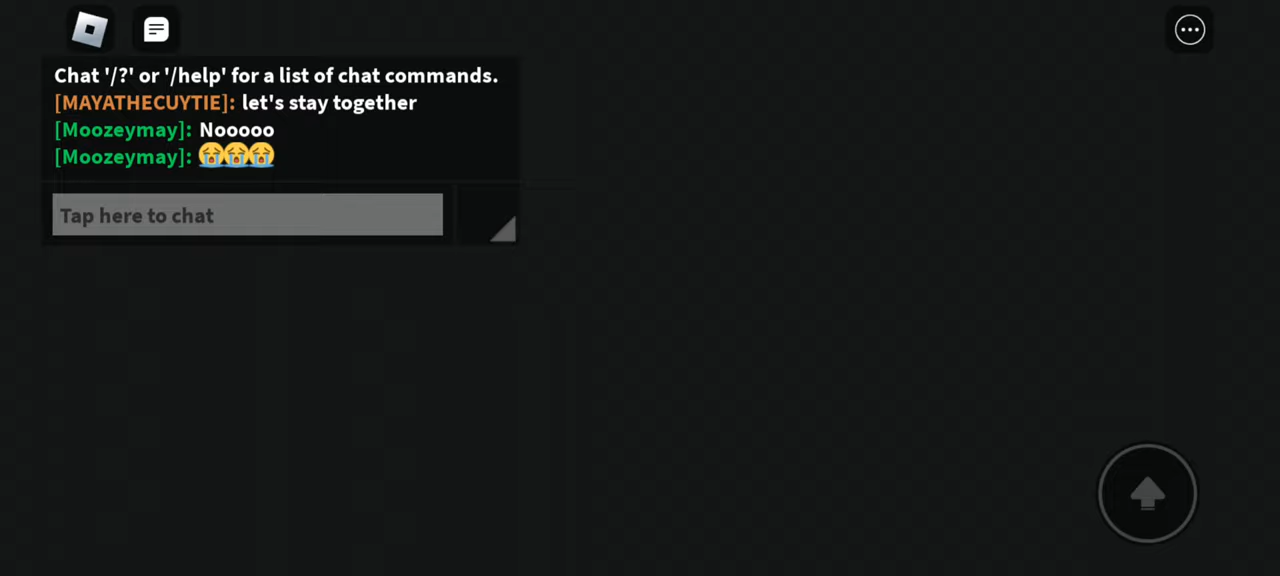 Chat '/?' or '/help' for a list of chat commands.
[MAYATHECUYTIE]: let's stay together
[Moozeymay]: Nooooo
[Moozeymay]: 😭😭😭
Tap here to chat